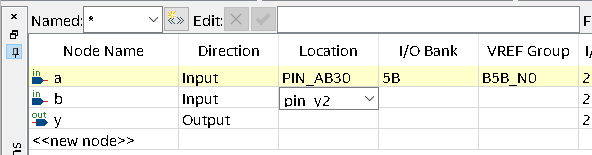 Named: * «» Edit: F
Node Name Direction Location I/O Bank VREF Group
in a Input PIN_AB30 5B B5B_N0 2
in b Input pin_y2 2
out y Output 2
<<new node>>